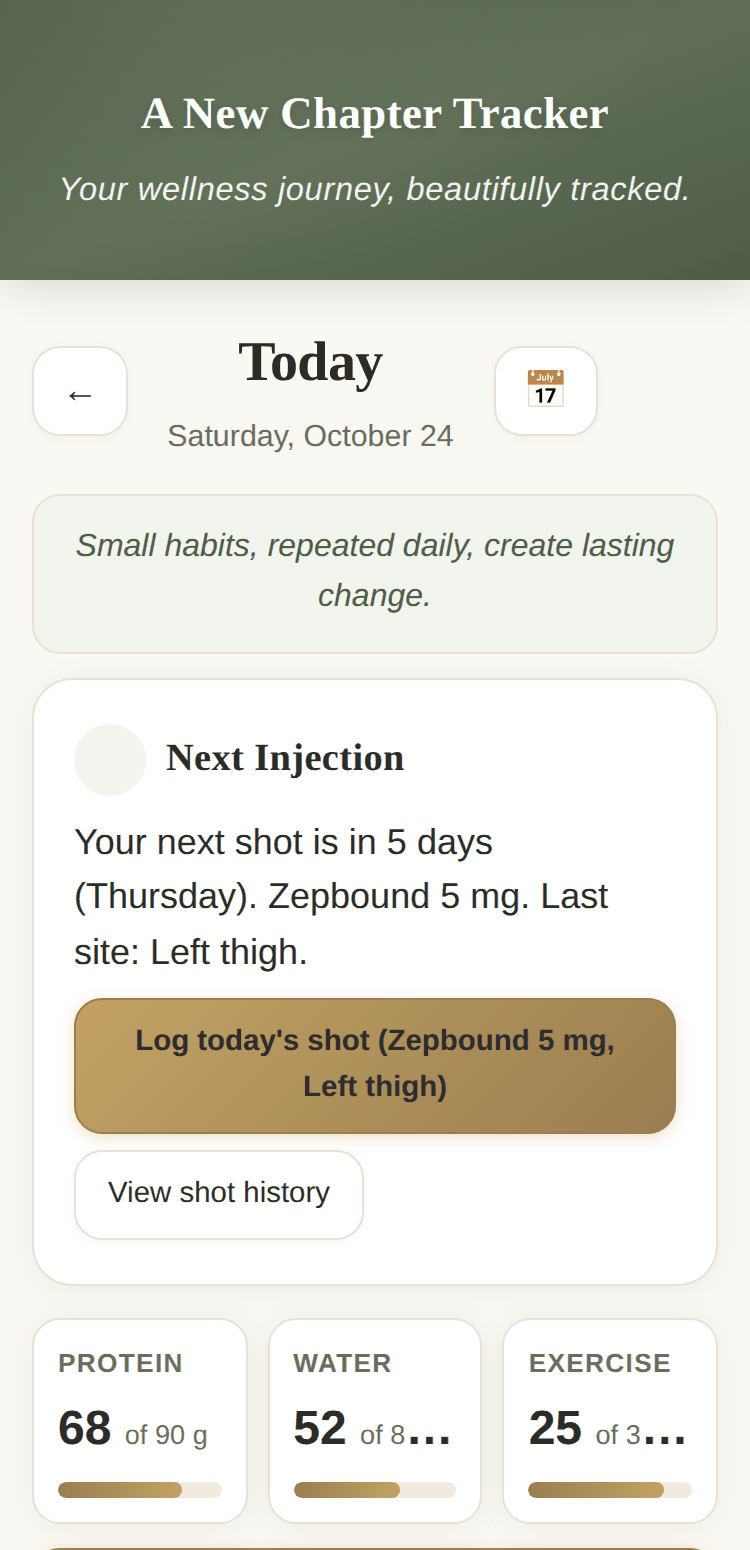 A New Chapter Tracker
Your wellness journey, beautifully tracked.
←
Today
Saturday, October 24
July
17
Small habits, repeated daily, create lasting
change.
Next Injection
Your next shot is in 5 days
(Thursday). Zepbound 5 mg. Last
site: Left thigh.
Log today's shot (Zepbound 5 mg,
Left thigh)
View shot history
PROTEIN
68 of 90 g
WATER
52 of 8…
EXERCISE
25 of 3…